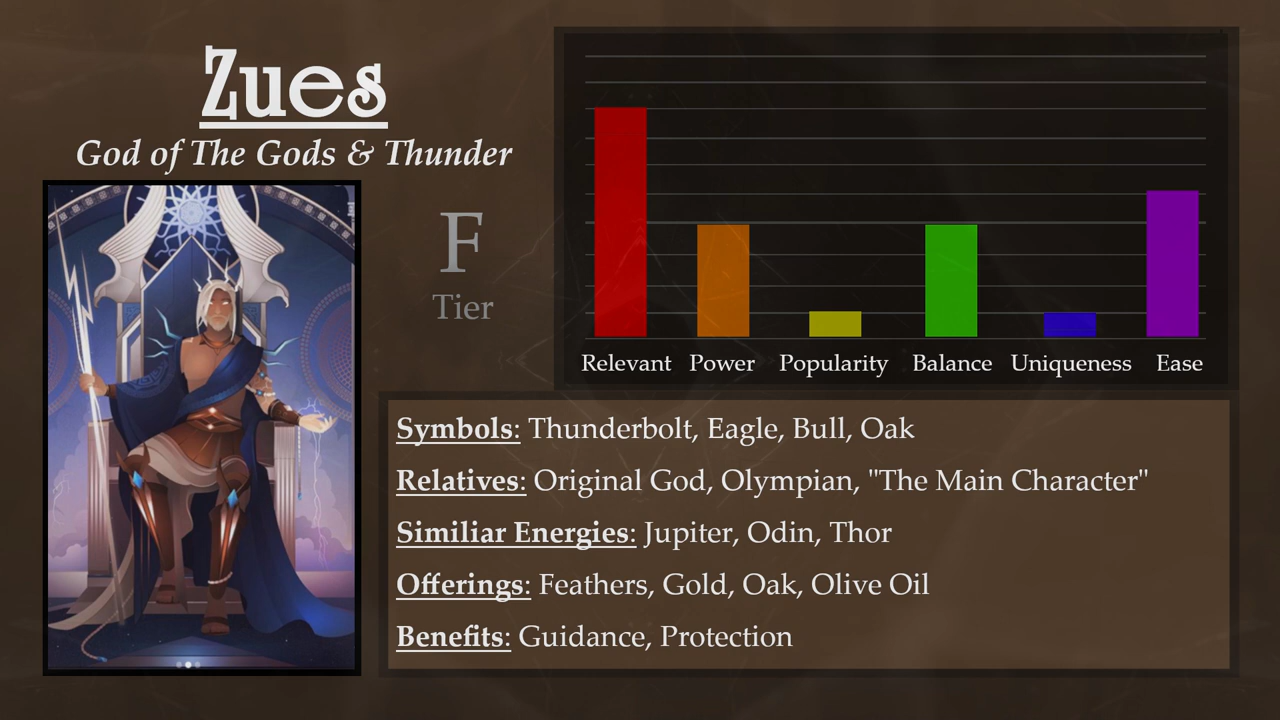 Zues
God of The Gods & Thunder
F
Tier
Relevant Power Popularity Balance Uniqueness Ease
Symbols: Thunderbolt, Eagle, Bull, Oak
Relatives: Original God, Olympian, "The Main Character"
Similiar Energies: Jupiter, Odin, Thor
Offerings: Feathers, Gold, Oak, Olive Oil
Benefits: Guidance, Protection